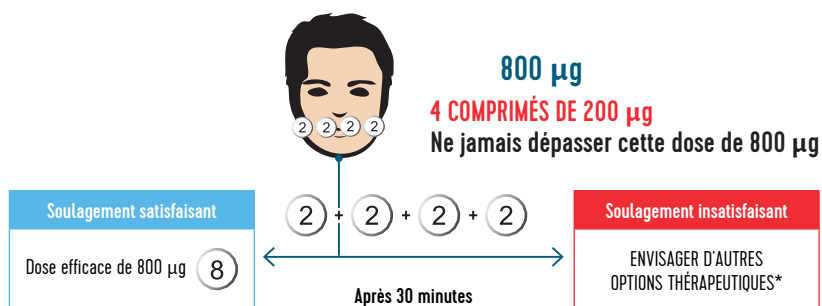 800 µg
4 COMPRIMÉS DE 200 µg
Ne jamais dépasser cette dose de 800 µg
2 2 2 2
Soulagement satisfaisant
2 + 2 + 2 + 2
Soulagement insatisfaisant
Dose efficace de 800 µg 8
ENVISAGER D'AUTRES
OPTIONS THÉRAPEUTIQUES*
Après 30 minutes